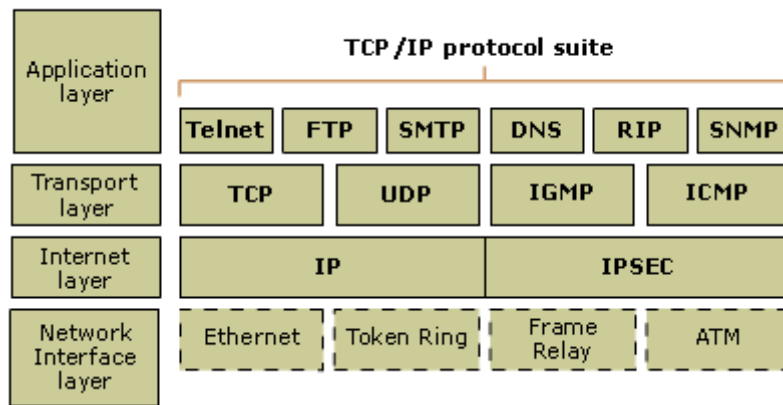 TCP/IP protocol suite
Application
layer
Telnet FTP SMTP DNS RIP SNMP
Transport
layer
TCP UDP IGMP ICMP
Internet
layer
IP IPSEC
Network
Interface
layer
Ethernet Token Ring Frame
Relay ATM